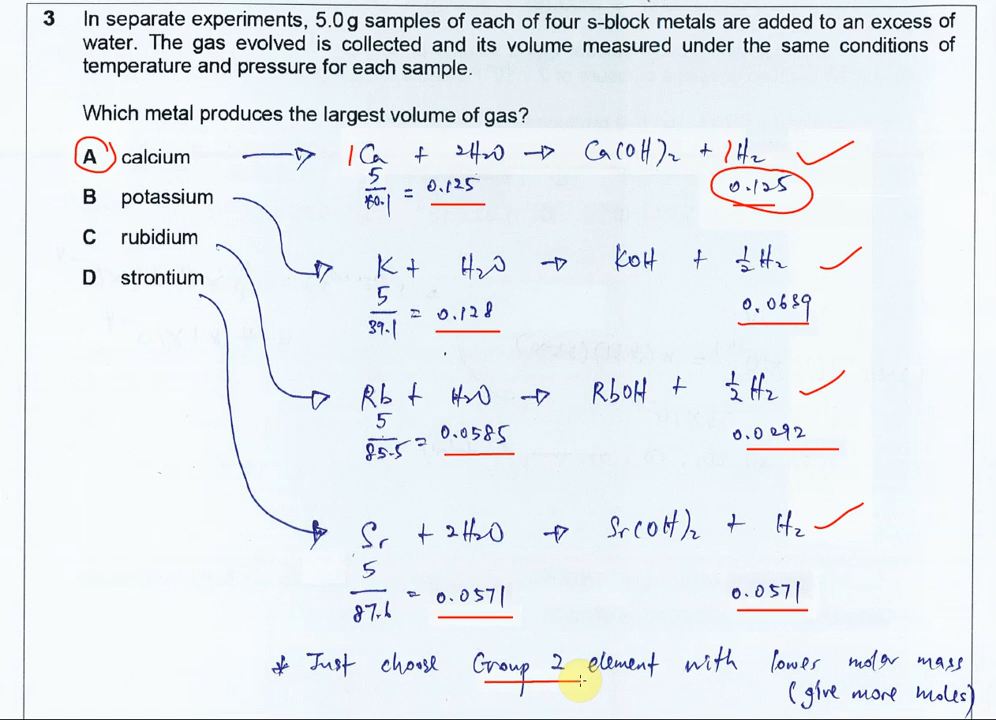 3 In separate experiments, 5.0 g samples of each of four s-block metals are added to an excess of
water. The gas evolved is collected and its volume measured under the same conditions of
temperature and pressure for each sample.
Which metal produces the largest volume of gas?
A calcium → 1Ca + 2H₂O → Ca(OH)₂ + 1H₂ ✓
5/40.1 = 0.125 0.125
B potassium
C rubidium
K + H₂O → KOH + ½H₂ ✓
D strontium
5/39.1 = 0.128 0.0639
Rb + H₂O → RbOH + ½H₂ ✓
5/85.5 = 0.0585 0.0292
Sr + 2H₂O → Sr(OH)₂ + H₂ ✓
5/87.6 = 0.0571 0.0571
* Just choose Group 2 element with lower molar mass
(give more moles)